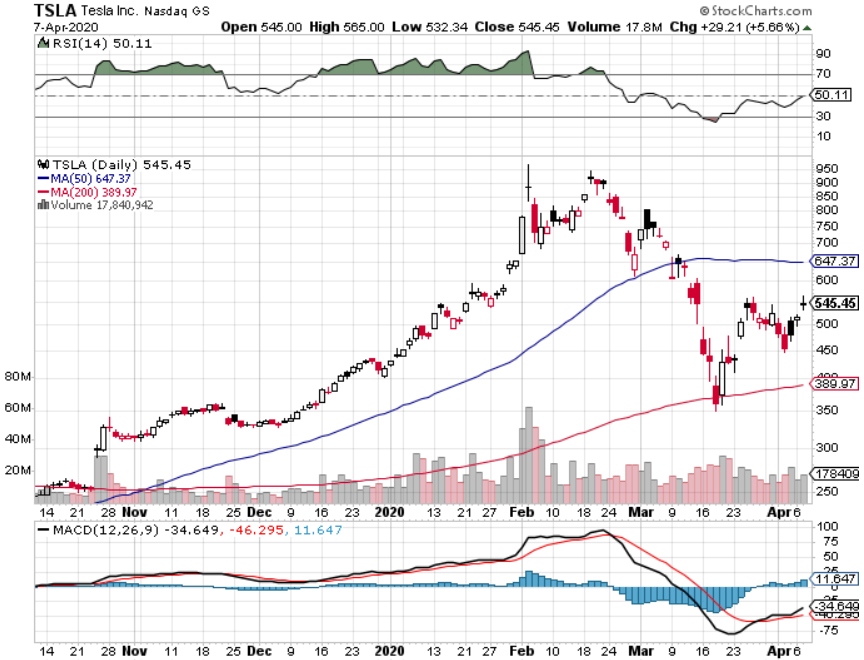 TSLA Tesla Inc. Nasdaq GS
© StockCharts.com
7-Apr-2020
Open 545.00 High 565.00 Low 532.34 Close 545.45 Volume 17.8M Chg +29.21 (+5.66%)
RSI(14) 50.11
90
70
50.11
30
10
TSLA (Daily) 545.45
MA(50) 647.37
MA(200) 389.97
Volume 17,840,942
950
900
850
800
750
700
647.37
600
545.45
500
450
400
389.97
350
300
178409
250
80M
60M
40M
20M
14 21 28 Nov 11 18 25 Dec 9 16 23 2020 13 21 27 Feb 10 18 24 Mar 9 16 23 Apr 6
MACD(12,26,9) -34.649, -46.295, 11.647
100
75
50
25
11.647
0
-34.649
-46.295
-75
14 21 28 Nov 11 18 25 Dec 9 16 23 2020 13 21 27 Feb 10 18 24 Mar 9 16 23 Apr 6